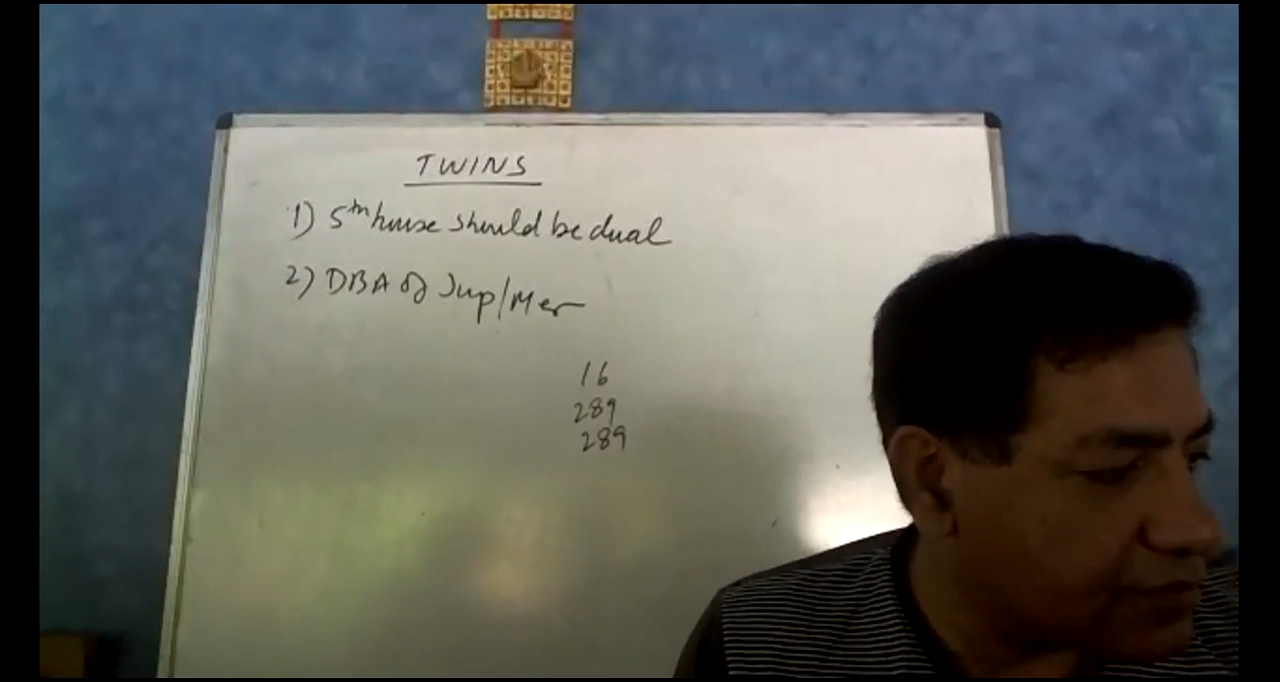 TWINS
1) 5th house should be dual
2) DBA of Jup/Mer
16
289
289